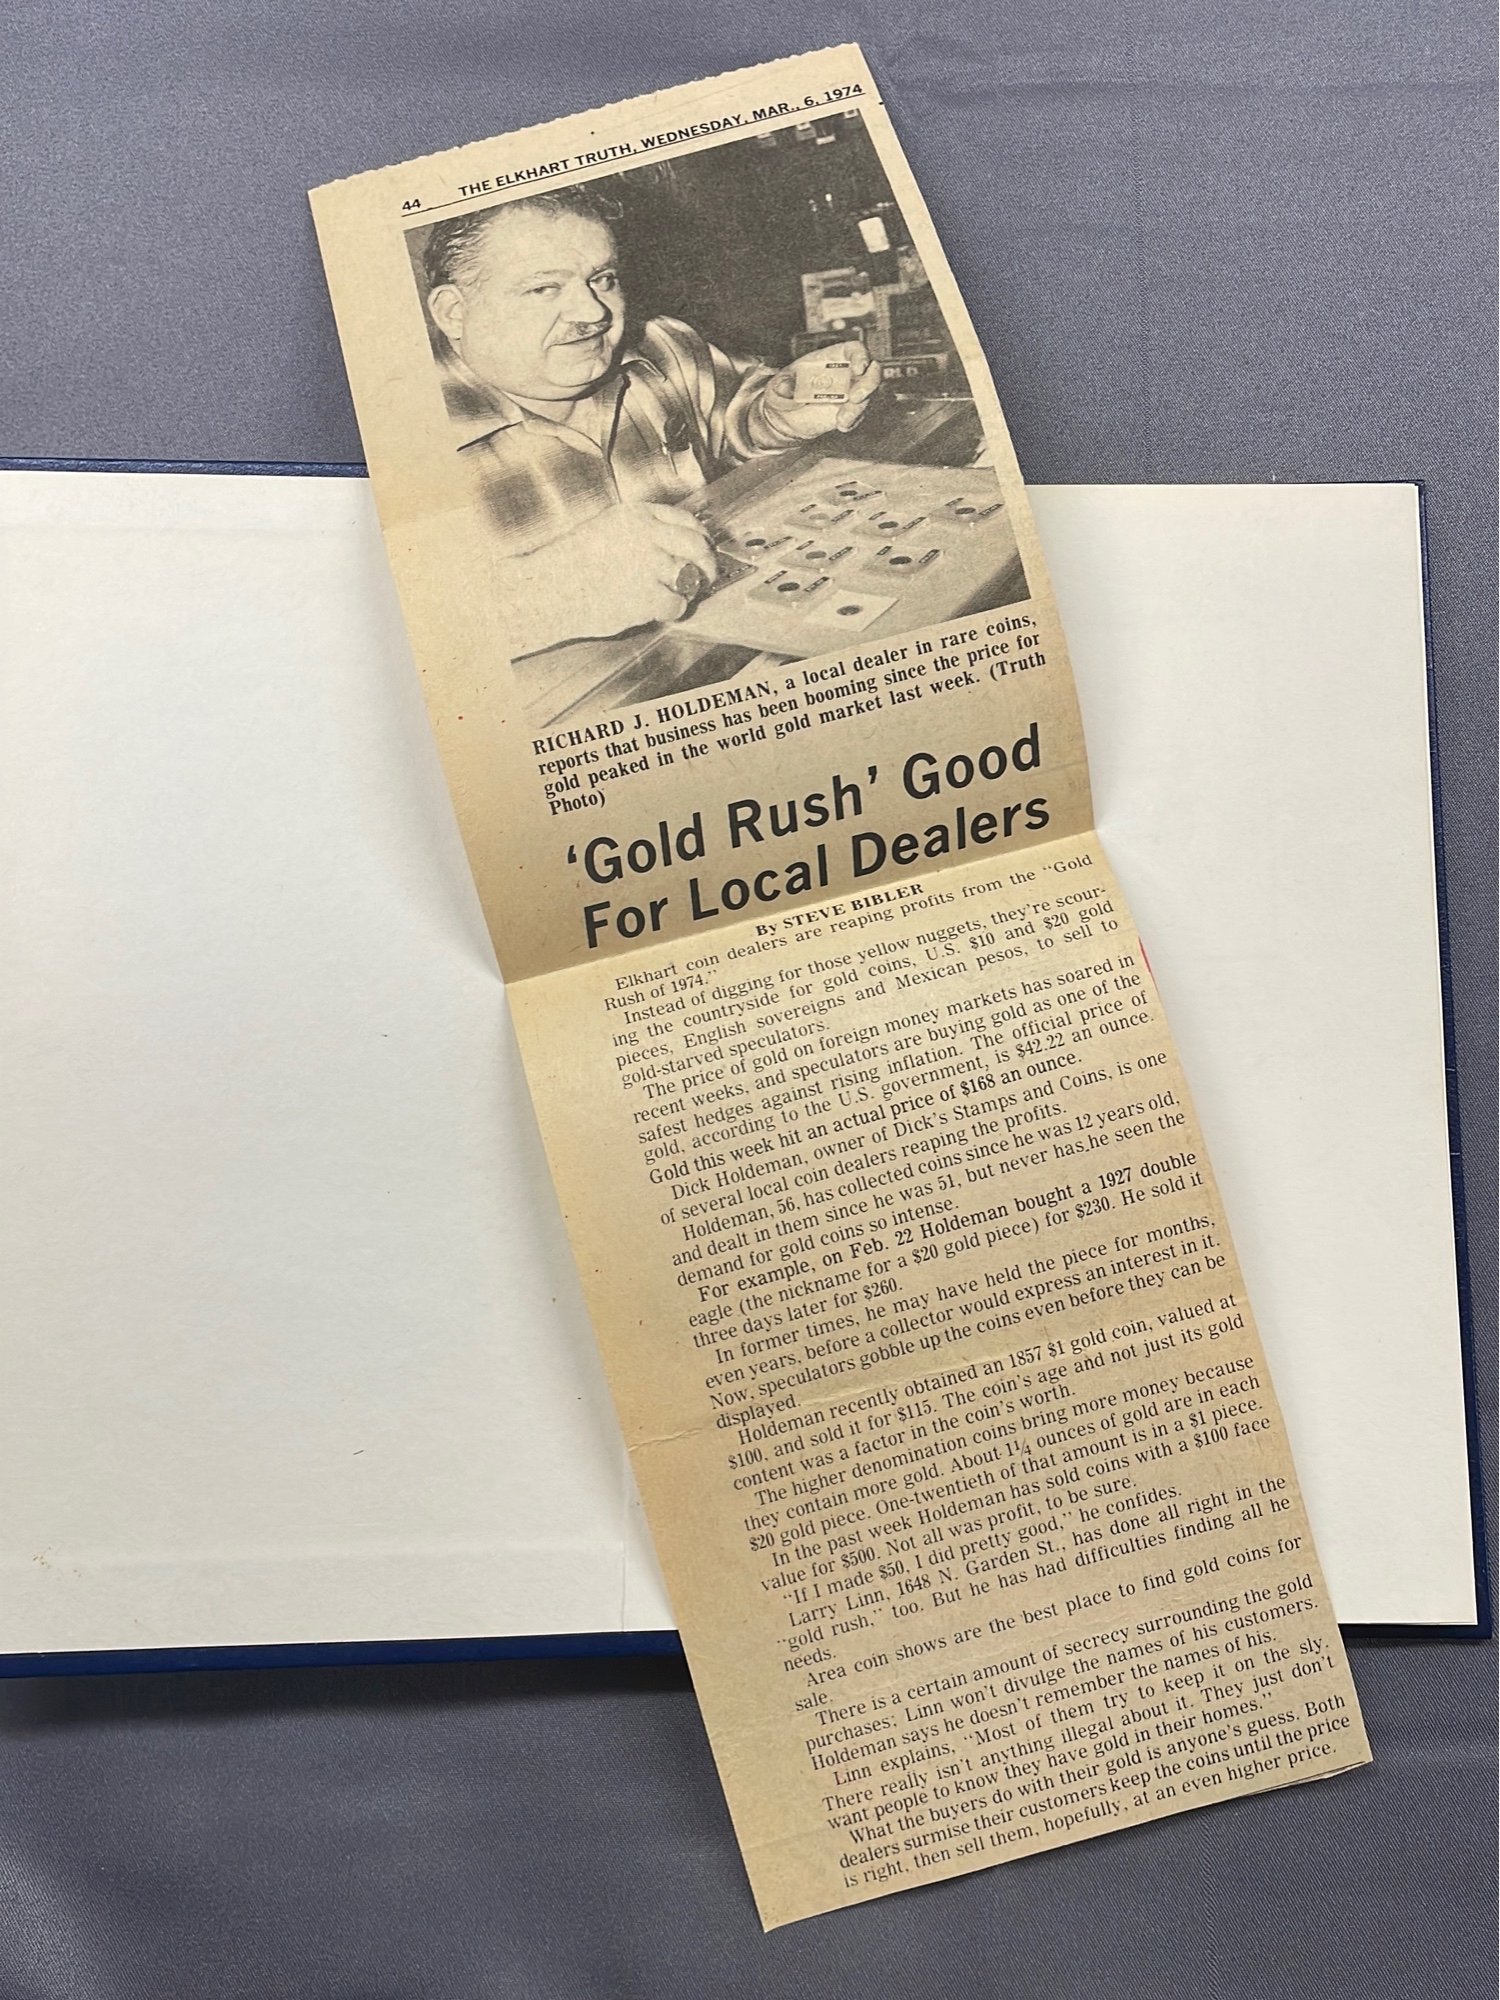 44 THE ELKHART TRUTH, WEDNESDAY, MAR., 6, 1974
RLD
RICHARD J. HOLDEMAN, a local dealer in rare coins,
reports that business has been booming since the price for
gold peaked in the world gold market last week. (Truth
Photo)
‘Gold Rush’ Good
For Local Dealers
By STEVE BIBLER
Elkhart coin dealers are reaping profits from the “Gold
Rush of 1974.”
Instead of digging for those yellow nuggets, they’re scour-
ing the countryside for gold coins, U.S. $10 and $20 gold
pieces, English sovereigns and Mexican pesos, to sell to
gold-starved speculators.
The price of gold on foreign money markets has soared in
recent weeks, and speculators are buying gold as one of the
safest hedges against rising inflation. The official price of
gold, according to the U.S. government, is $42.22 an ounce.
Gold this week hit an actual price of $168 an ounce.
Dick Holdeman, owner of Dick’s Stamps and Coins, is one
of several local coin dealers reaping the profits.
Holdeman, 56, has collected coins since he was 12 years old,
and dealt in them since he was 51, but never has he seen the
demand for gold coins so intense.
For example, on Feb. 22 Holdeman bought a 1927 double
eagle (the nickname for a $20 gold piece) for $230. He sold it
three days later for $260.
In former times, he may have held the piece for months,
even years, before a collector would express an interest in it.
Now, speculators gobble up the coins even before they can be
displayed.
Holdeman recently obtained an 1857 $1 gold coin, valued at
$100, and sold it for $115. The coin’s age and not just its gold
content was a factor in the coin’s worth.
The higher denomination coins bring more money because
they contain more gold. About 1¼ ounces of gold are in each
$20 gold piece. One-twentieth of that amount is in a $1 piece.
In the past week Holdeman has sold coins with a $100 face
value for $500. Not all was profit, to be sure.
“If I made $50, I did pretty good,” he confides.
Larry Linn, 1648 N. Garden St., has done all right in the
“gold rush,” too. But he has had difficulties finding all he
needs.
Area coin shows are the best place to find gold coins for
sale.
There is a certain amount of secrecy surrounding the gold
purchases; Linn won’t divulge the names of his customers.
Holdeman says he doesn’t remember the names of his.
Linn explains, “Most of them try to keep it on the sly.
There really isn’t anything illegal about it. They just don’t
want people to know they have gold in their homes.”
What the buyers do with their gold is anyone’s guess. Both
dealers surmise their customers keep the coins until the price
is right, then sell them, hopefully, at an even higher price.